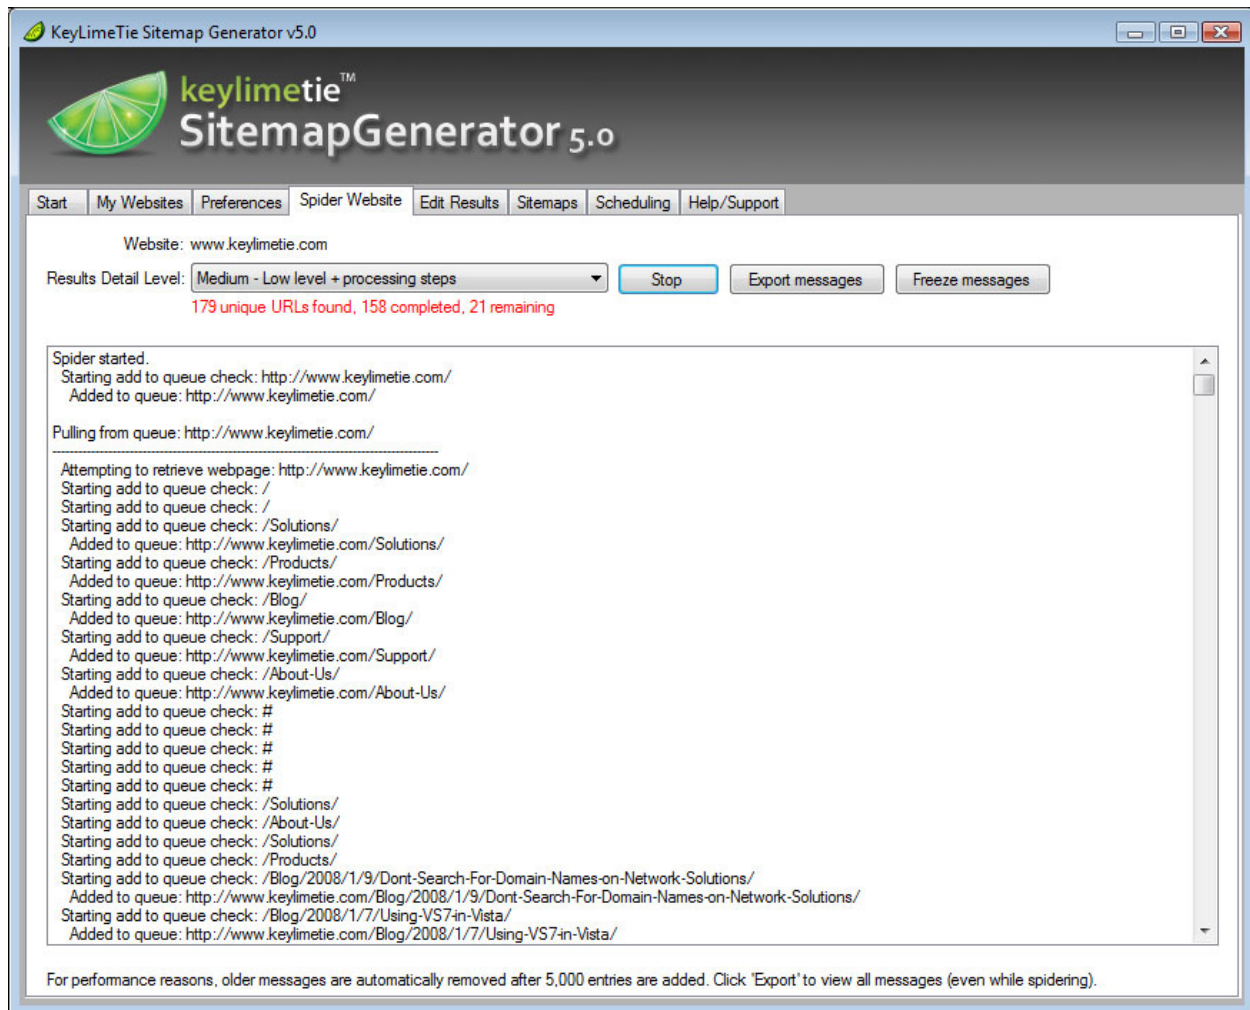 KeyLimeTie Sitemap Generator v5.0
keylimetie™
SitemapGenerator 5.0
Start My Websites Preferences Spider Website Edit Results Sitemaps Scheduling Help/Support
Website: www.keylimetie.com
Results Detail Level: Medium - Low level + processing steps Stop Export messages Freeze messages
179 unique URLs found, 158 completed, 21 remaining
Spider started.
Starting add to queue check: http://www.keylimetie.com/
Added to queue: http://www.keylimetie.com/
Pulling from queue: http://www.keylimetie.com/
Attempting to retrieve webpage: http://www.keylimetie.com/
Starting add to queue check: /
Starting add to queue check: /
Starting add to queue check: /Solutions/
Added to queue: http://www.keylimetie.com/Solutions/
Starting add to queue check: /Products/
Added to queue: http://www.keylimetie.com/Products/
Starting add to queue check: /Blog/
Added to queue: http://www.keylimetie.com/Blog/
Starting add to queue check: /Support/
Added to queue: http://www.keylimetie.com/Support/
Starting add to queue check: /About-Us/
Added to queue: http://www.keylimetie.com/About-Us/
Starting add to queue check: #
Starting add to queue check: #
Starting add to queue check: #
Starting add to queue check: #
Starting add to queue check: #
Starting add to queue check: /Solutions/
Starting add to queue check: /About-Us/
Starting add to queue check: /Solutions/
Starting add to queue check: /Products/
Starting add to queue check: /Blog/2008/1/9/Dont-Search-For-Domain-Names-on-Network-Solutions/
Added to queue: http://www.keylimetie.com/Blog/2008/1/9/Dont-Search-For-Domain-Names-on-Network-Solutions/
Starting add to queue check: /Blog/2008/1/7/Using-VS7-in-Vista/
Added to queue: http://www.keylimetie.com/Blog/2008/1/7/Using-VS7-in-Vista/
For performance reasons, older messages are automatically removed after 5,000 entries are added. Click 'Export' to view all messages (even while spidering).